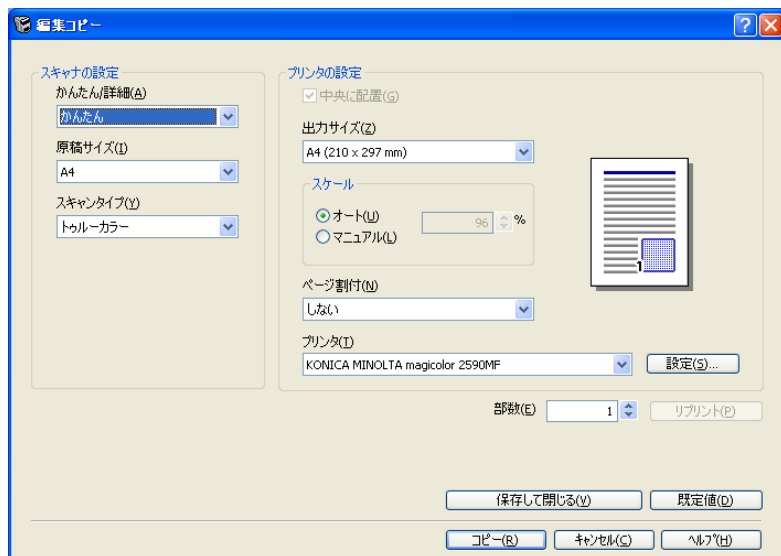 編集コピー
スキャナの設定
かんたん/詳細(A)
かんたん
原稿サイズ(I)
A4
スキャンタイプ(Y)
トゥルーカラー
プリンタの設定
中央に配置(G)
出力サイズ(Z)
A4 (210 x 297 mm)
スケール
オート(U)
96 %
マニュアル(L)
ページ割付(N)
しない
プリンタ(T)
KONICA MINOLTA magicolor 2590MF
設定(S)...
1
部数(E)
1
リプリント(P)
保存して閉じる(V)
既定値(D)
コピー(R)
キャンセル(C)
ヘルプ(H)